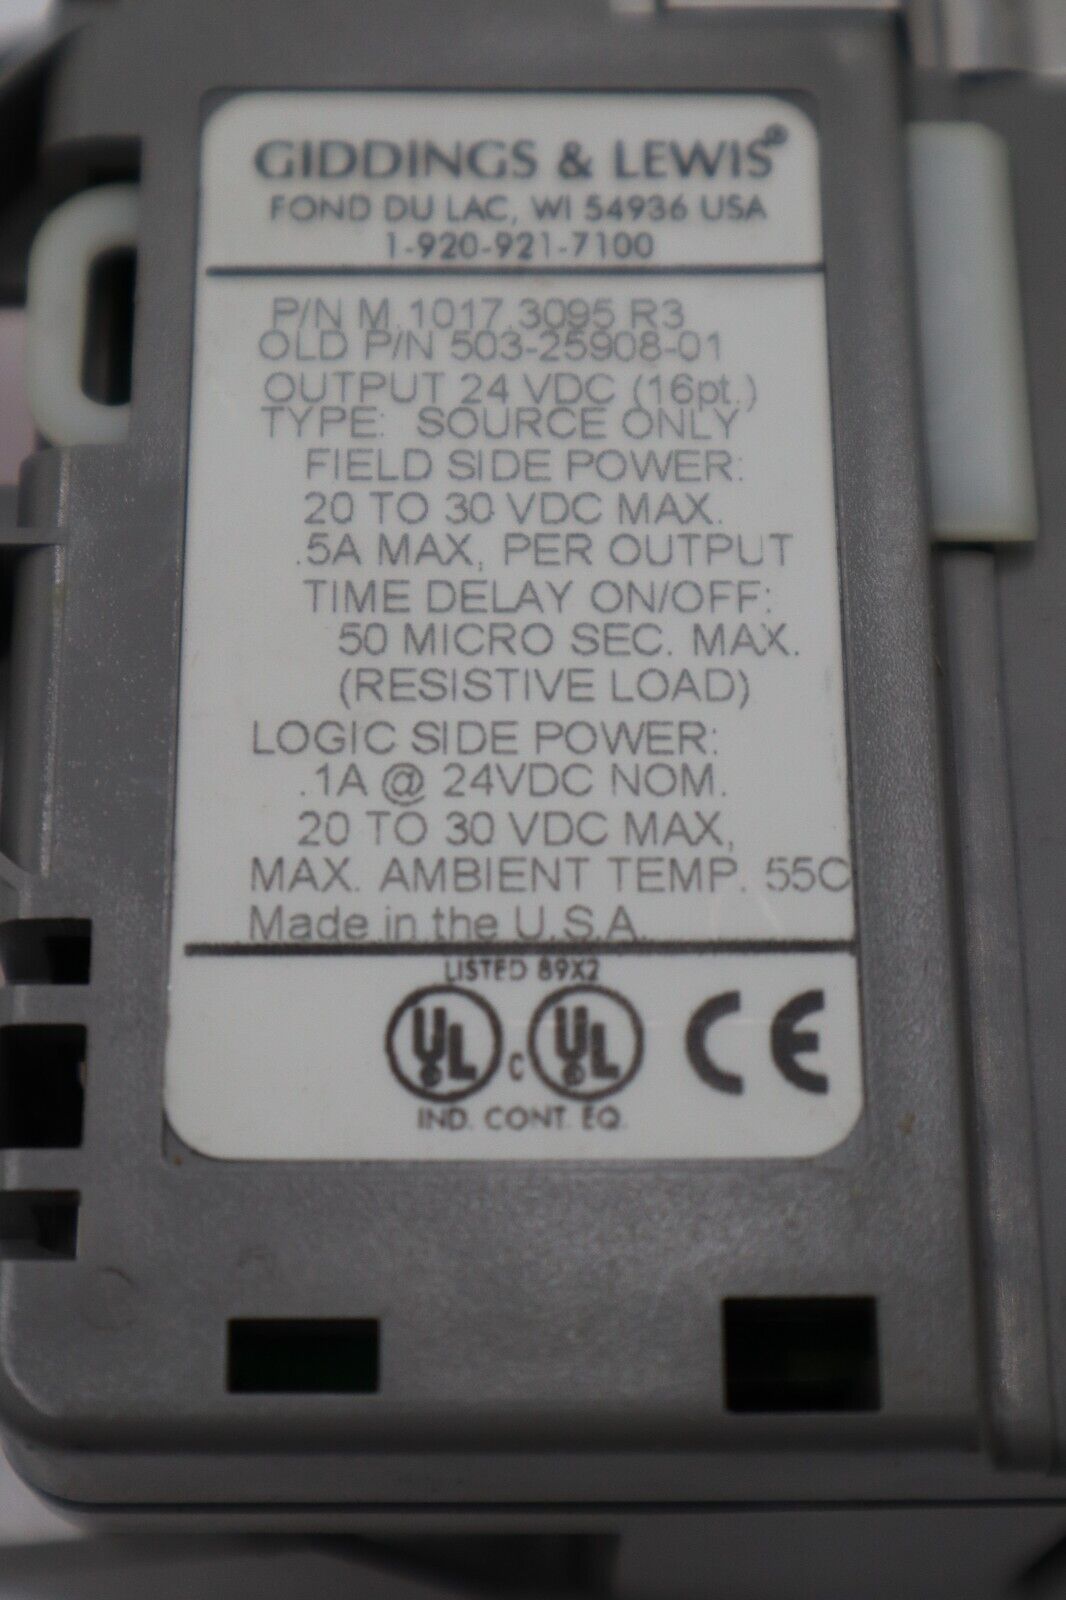 GIDDINGS & LEWIS®
FOND DU LAC, WI 54936 USA
1-920-921-7100
P/N M.1017.3095 R3
OLD P/N 503-25908-01
OUTPUT 24 VDC (16pt.)
TYPE: SOURCE ONLY
FIELD SIDE POWER:
20 TO 30 VDC MAX.
.5A MAX, PER OUTPUT
TIME DELAY ON/OFF:
50 MICRO SEC. MAX.
(RESISTIVE LOAD)
LOGIC SIDE POWER:
.1A @ 24VDC NOM.
20 TO 30 VDC MAX,
MAX. AMBIENT TEMP. 55C
Made in the U.S.A.
LISTED 89X2
UL c UL CE
IND. CONT. EQ.